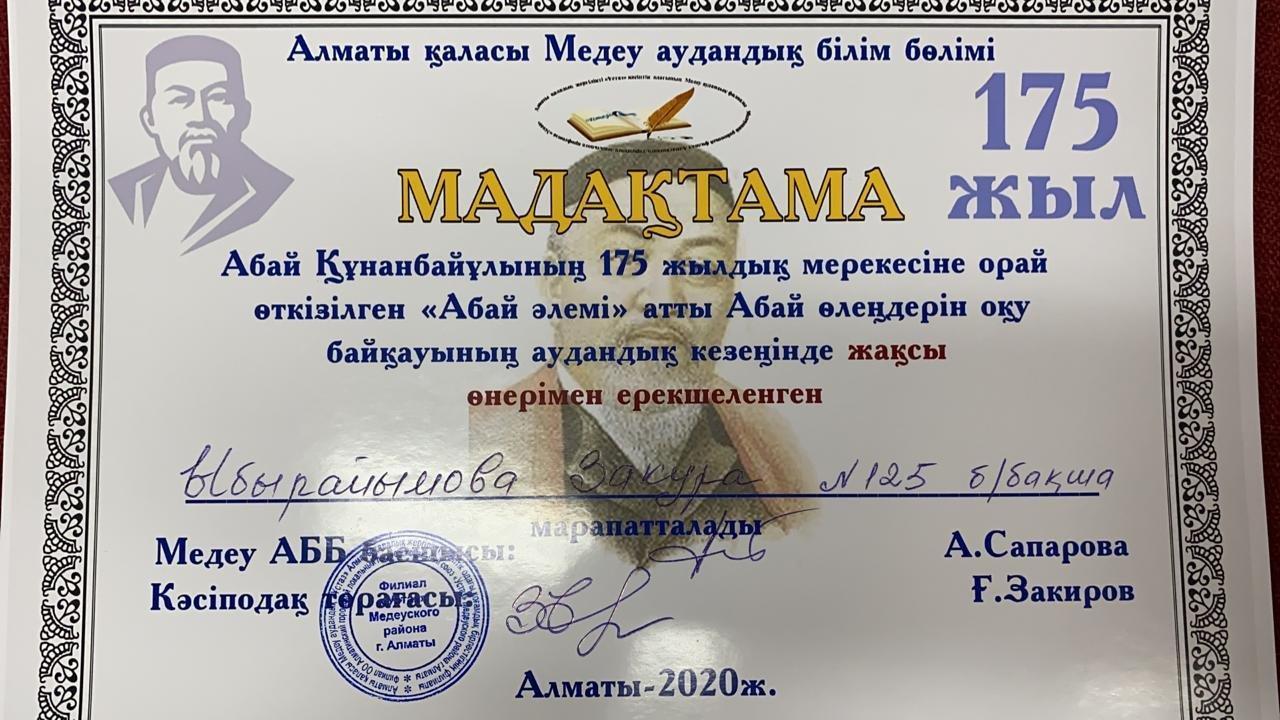 Алматы қаласы Медеу аудандық білім бөлімі
175
ЖЫЛ
МАДАҚТАМА
Абай Құнанбайұлының 175 жылдық мерекесіне орай
өткізілген «Абай әлемі» атты Абай өлеңдерін оқу
байқауының аудандық кезеңінде жақсы
өнерімен ерекшеленген
Ыбырайымова Закура №125 б/бақша
марапатталады
Медеу АББ басшысы: А.Сапарова
Кәсіподақ төрағасы: Ғ.Закиров
Филиал
Медеуского
района
г. Алматы
Алматы-2020ж.